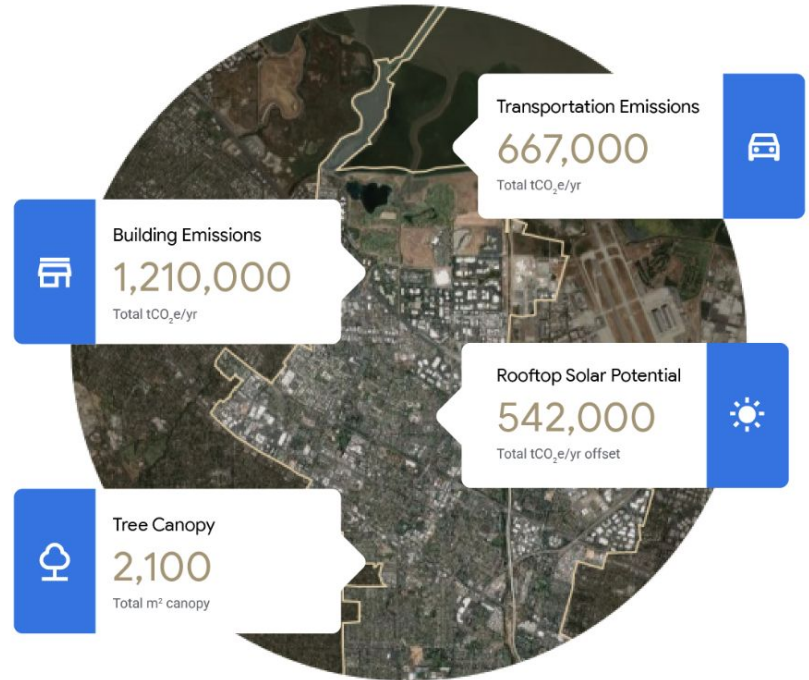 Transportation Emissions
667,000
Total tCO₂e/yr
Building Emissions
1,210,000
Total tCO₂e/yr
Rooftop Solar Potential
542,000
Total tCO₂e/yr offset
Tree Canopy
2,100
Total m² canopy